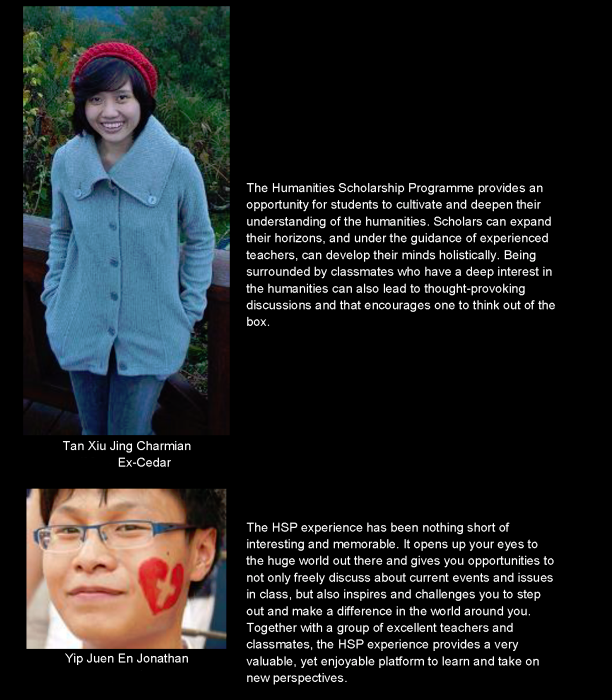 The Humanities Scholarship Programme provides an
opportunity for students to cultivate and deepen their
understanding of the humanities. Scholars can expand
their horizons, and under the guidance of experienced
teachers, can develop their minds holistically. Being
surrounded by classmates who have a deep interest in
the humanities can also lead to thought-provoking
discussions and that encourages one to think out of the
box.
Tan Xiu Jing Charmian
Ex-Cedar
The HSP experience has been nothing short of
interesting and memorable. It opens up your eyes to
the huge world out there and gives you opportunities to
not only freely discuss about current events and issues
in class, but also inspires and challenges you to step
out and make a difference in the world around you.
Together with a group of excellent teachers and
classmates, the HSP experience provides a very
valuable, yet enjoyable platform to learn and take on
new perspectives.
Yip Juen En Jonathan